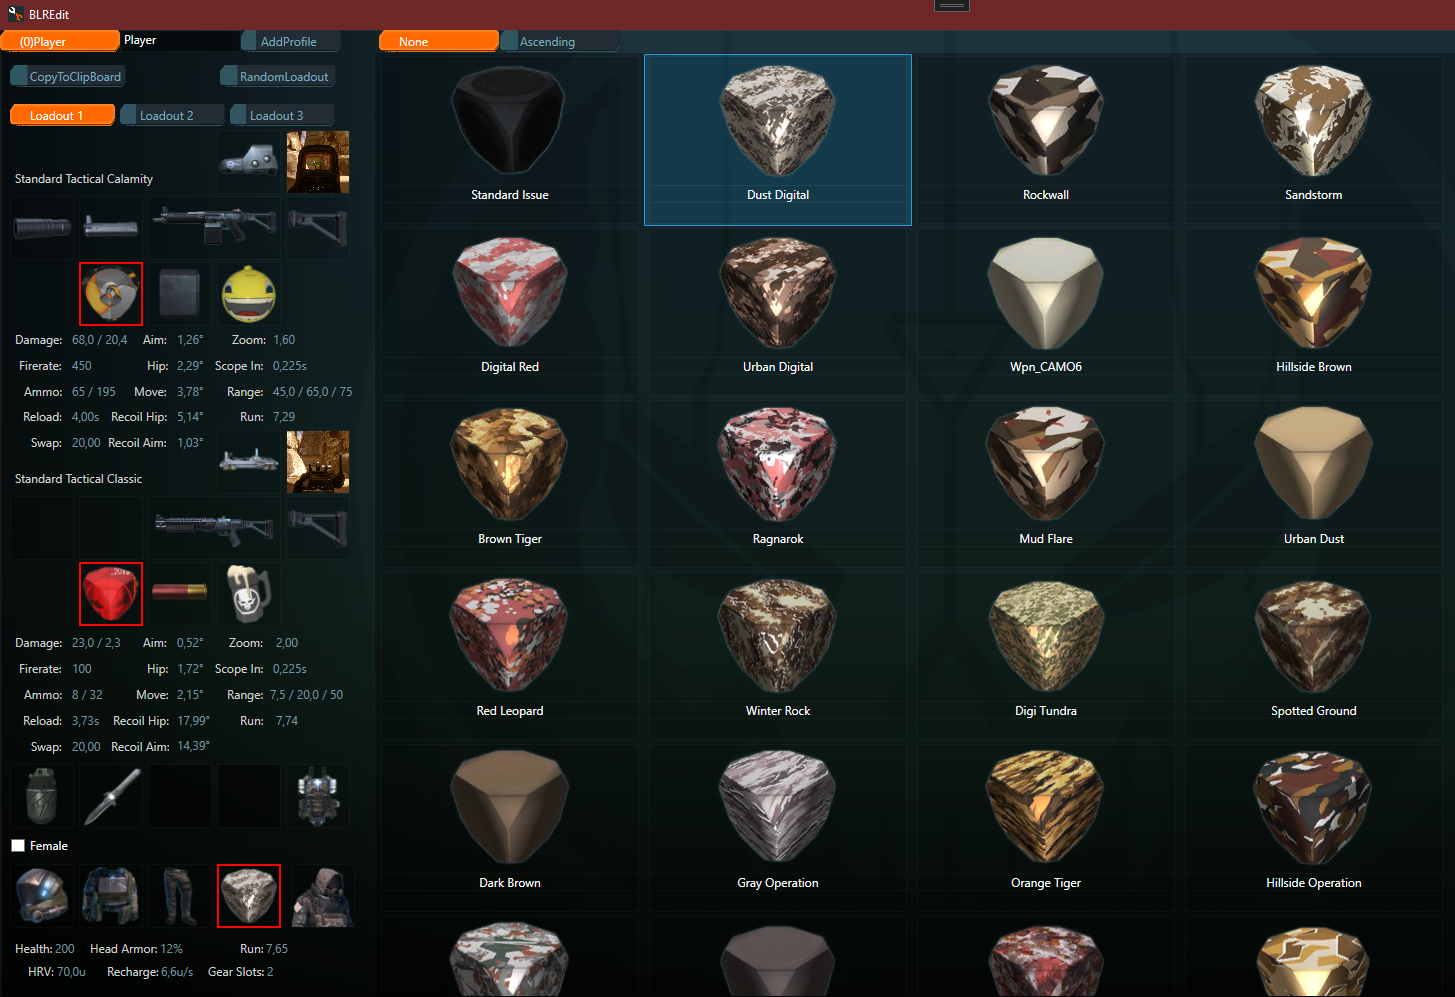 BLREdit
(0)Player
Player
AddProfile
None
Ascending
CopyToClipBoard
RandomLoadout
Loadout 1
Loadout 2
Loadout 3
Standard Tactical Calamity
Damage: 68,0 / 20,4 Aim: 1,26° Zoom: 1,60
Firerate: 450 Hip: 2,29° Scope In: 0,225s
Ammo: 65 / 195 Move: 3,78° Range: 45,0 / 65,0 / 75
Reload: 4,00s Recoil Hip: 5,14° Run: 7,29
Swap: 20,00 Recoil Aim: 1,03°
Standard Tactical Classic
Damage: 23,0 / 2,3 Aim: 0,52° Zoom: 2,00
Firerate: 100 Hip: 1,72° Scope In: 0,225s
Ammo: 8 / 32 Move: 2,15° Range: 7,5 / 20,0 / 50
Reload: 3,73s Recoil Hip: 17,99° Run: 7,74
Swap: 20,00 Recoil Aim: 14,39°
Female
Health: 200 Head Armor: 12% Run: 7,65
HRV: 70,0u Recharge: 6,6u/s Gear Slots: 2
Standard Issue
Dust Digital
Rockwall
Sandstorm
Digital Red
Urban Digital
Wpn_CAMO6
Hillside Brown
Brown Tiger
Ragnarok
Mud Flare
Urban Dust
Red Leopard
Winter Rock
Digi Tundra
Spotted Ground
Dark Brown
Gray Operation
Orange Tiger
Hillside Operation